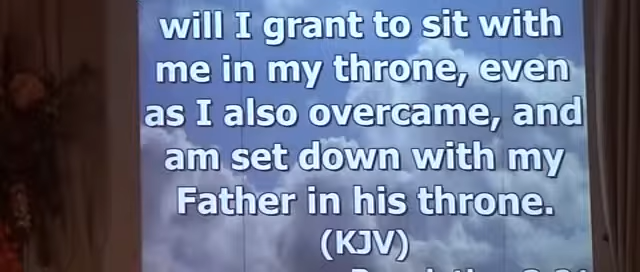 will I grant to sit with
me in my throne, even
as I also overcame, and
am set down with my
Father in his throne.
(KJV)